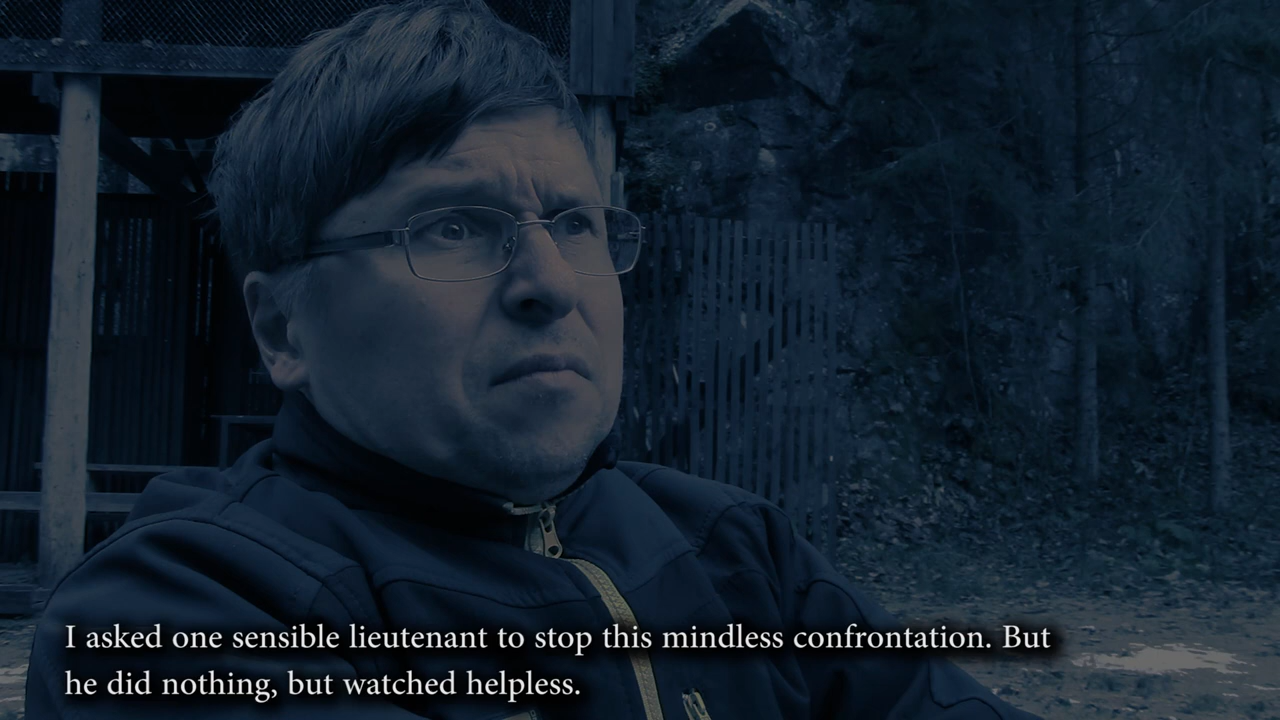 I asked one sensible lieutenant to stop this mindless confrontation. But
he did nothing, but watched helpless.